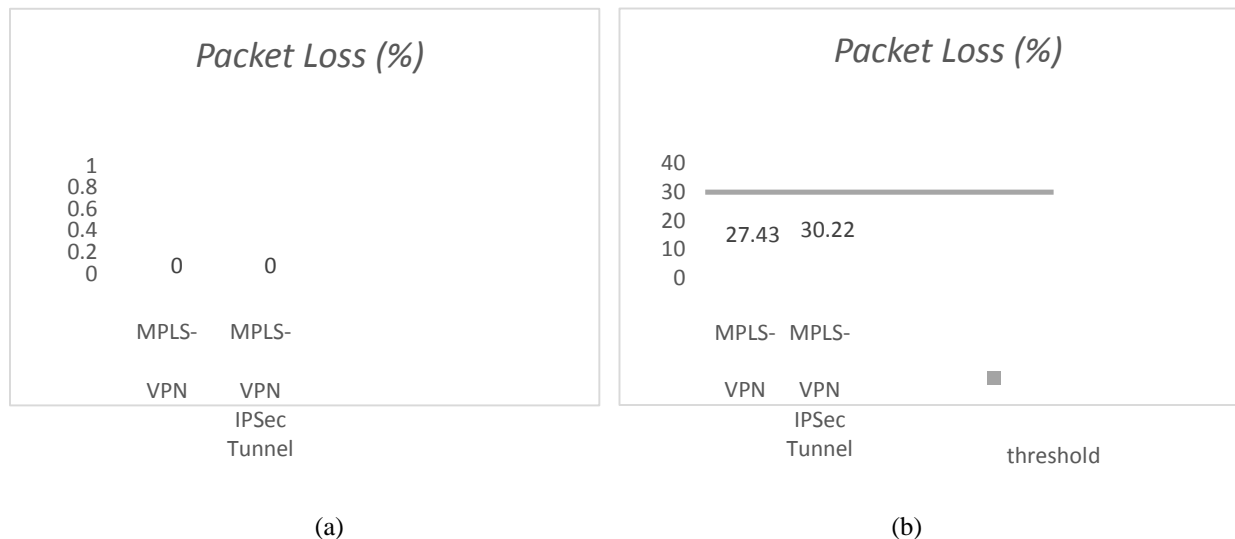 Packet Loss (%)
1
0.8
0.6
0.4
0.2
0
0 0
MPLS- MPLS-
VPN VPN
IPSec
Tunnel
(a)
Packet Loss (%)
40
30
20
10
0
27.43 30.22
MPLS- MPLS-
VPN VPN
IPSec
Tunnel
threshold
(b)